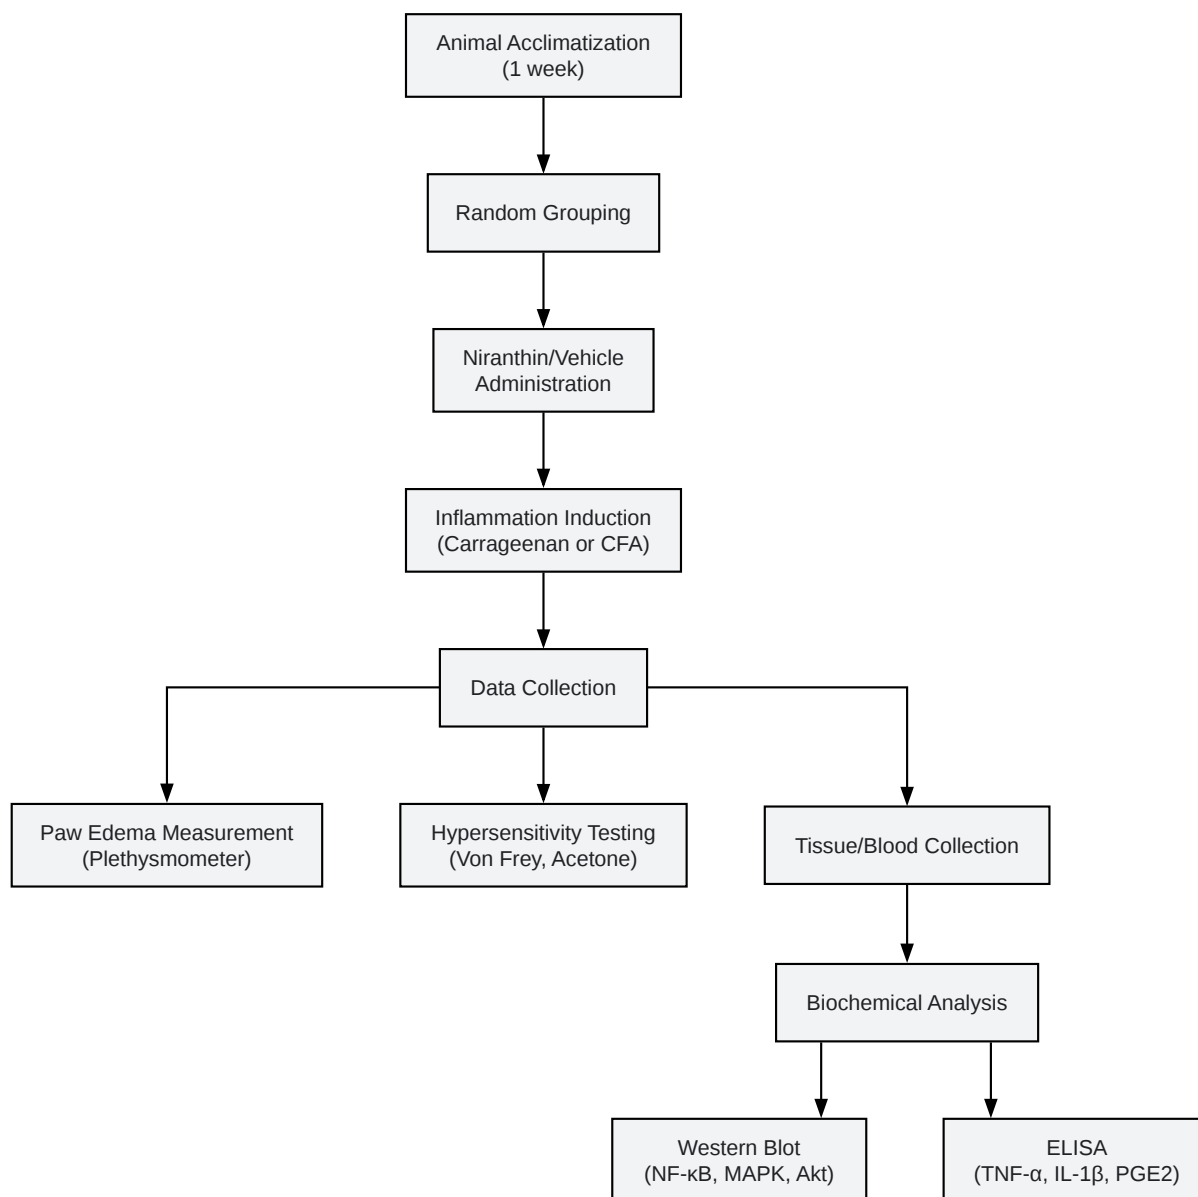 Animal Acclimatization
(1 week)
Random Grouping
Niranthin/Vehicle
Administration
Inflammation Induction
(Carrageenan or CFA)
Data Collection
Paw Edema Measurement
(Plethysmometer)
Hypersensitivity Testing
(Von Frey, Acetone)
Tissue/Blood Collection
Biochemical Analysis
Western Blot
(NF-κB, MAPK, Akt)
ELISA
(TNF-α, IL-1β, PGE2)